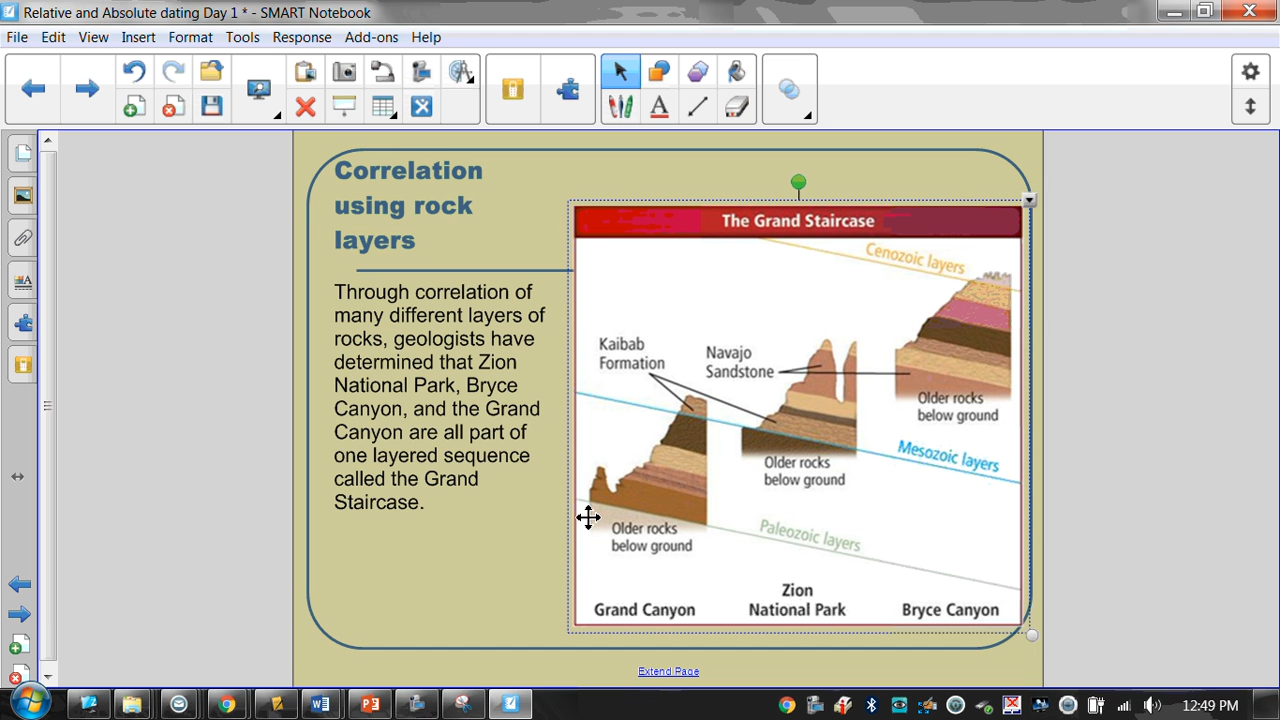 Relative and Absolute dating Day 1 * - SMART Notebook
File Edit View Insert Format Tools Response Add-ons Help
Correlation
using rock
layers
Through correlation of
many different layers of
rocks, geologists have
determined that Zion
National Park, Bryce
Canyon, and the Grand
Canyon are all part of
one layered sequence
called the Grand
Staircase.
The Grand Staircase
Cenozoic layers
Kaibab
Formation
Navajo
Sandstone
Older rocks
below ground
Mesozoic layers
Older rocks
below ground
Paleozoic layers
Older rocks
below ground
Grand Canyon
Zion
National Park
Bryce Canyon
Extend Page
12:49 PM